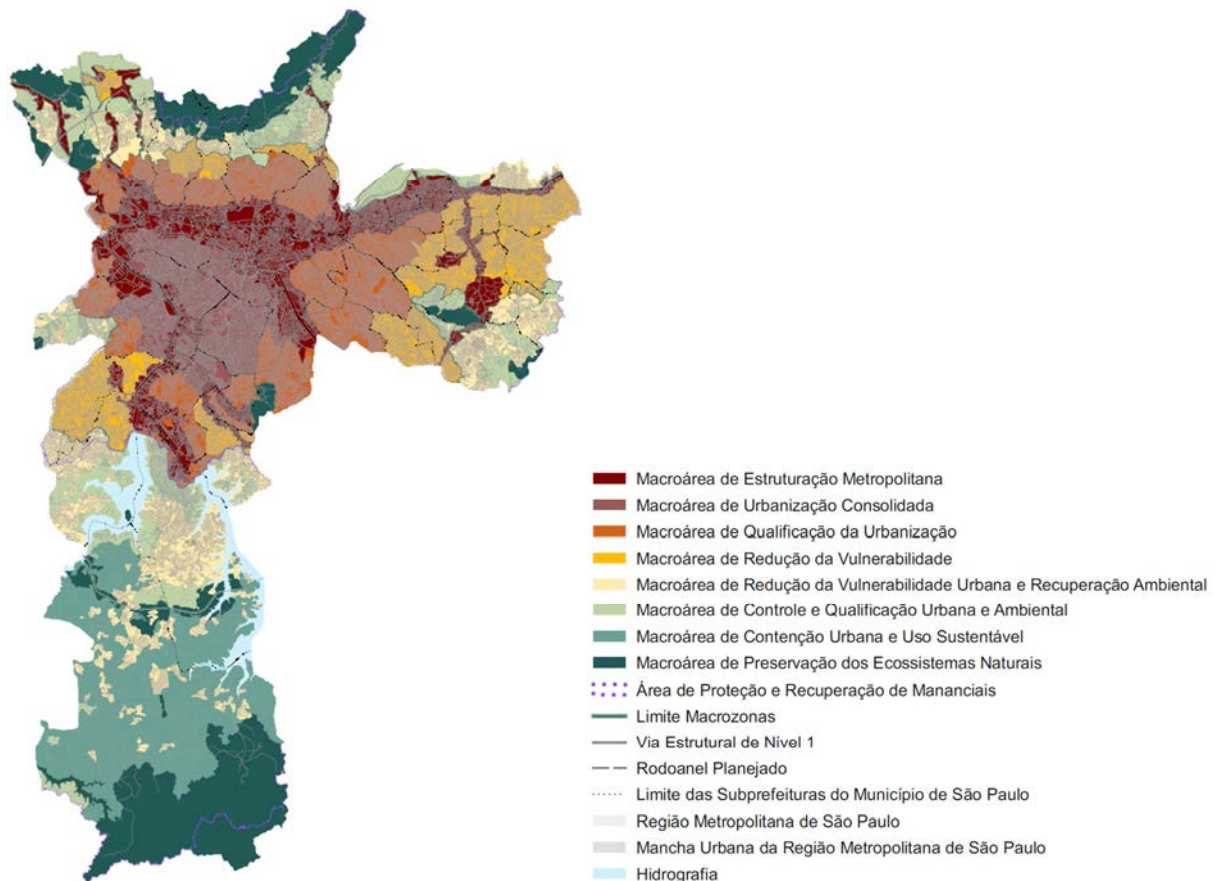 Macroárea de Estruturação Metropolitana
Macroárea de Urbanização Consolidada
Macroárea de Qualificação da Urbanização
Macroárea de Redução da Vulnerabilidade
Macroárea de Redução da Vulnerabilidade Urbana e Recuperação Ambiental
Macroárea de Controle e Qualificação Urbana e Ambiental
Macroárea de Contenção Urbana e Uso Sustentável
Macroárea de Preservação dos Ecossistemas Naturais
Área de Proteção e Recuperação de Mananciais
Limite Macrozonas
Via Estrutural de Nível 1
Rodoanel Planejado
Limite das Subprefeituras do Município de São Paulo
Região Metropolitana de São Paulo
Mancha Urbana da Região Metropolitana de São Paulo
Hidrografia